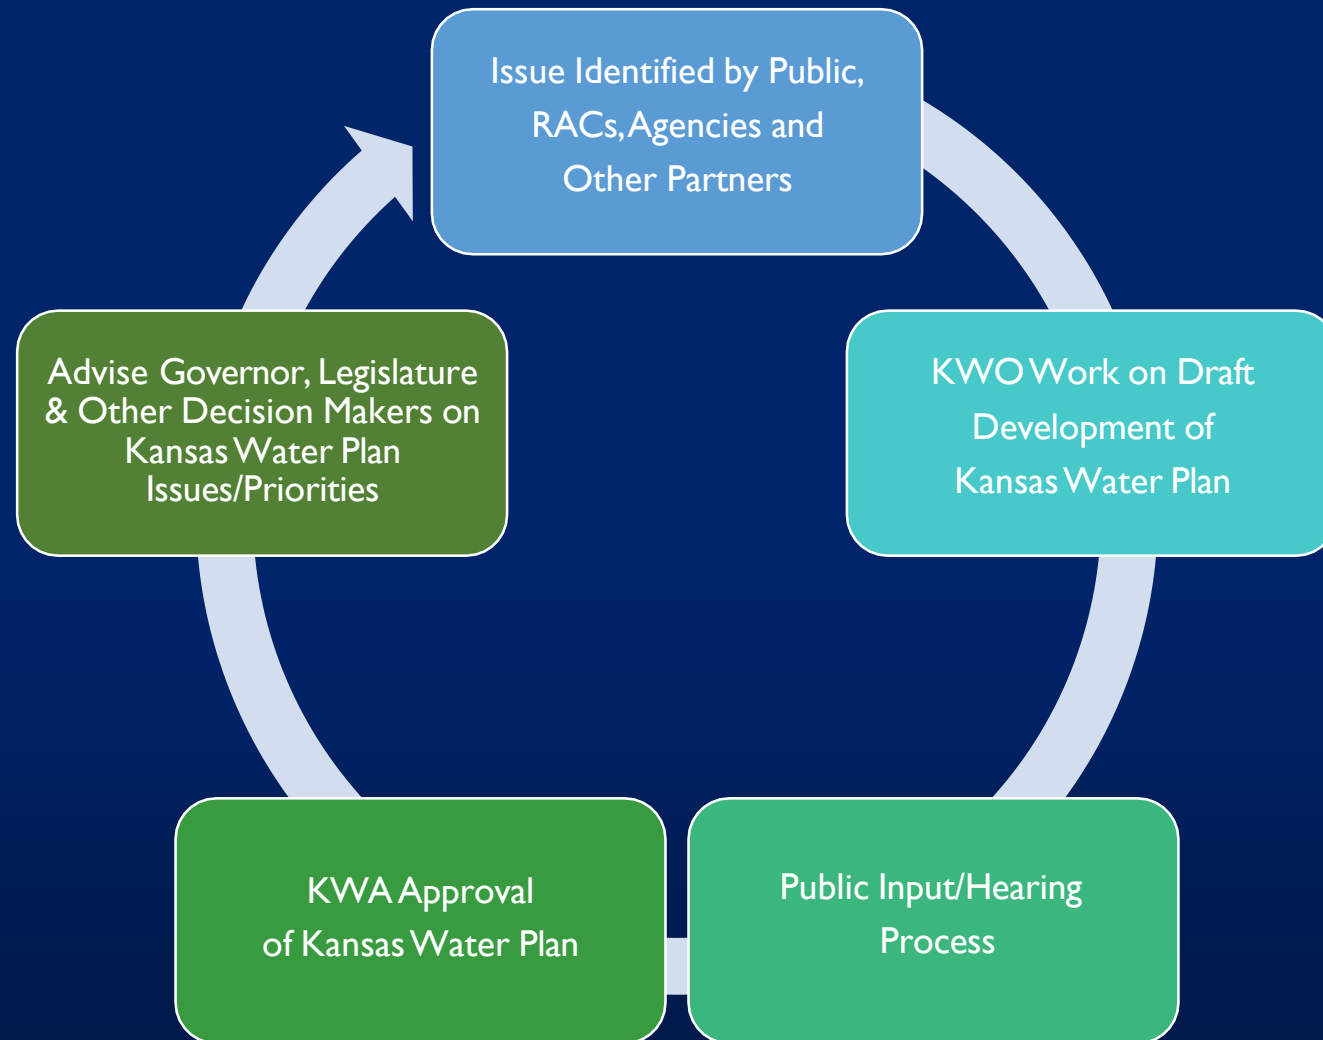 Issue Identified by Public,
RACs, Agencies and
Other Partners
KWO Work on Draft
Development of
Kansas Water Plan
Public Input/Hearing
Process
KWA Approval
of Kansas Water Plan
Advise Governor, Legislature
& Other Decision Makers on
Kansas Water Plan
Issues/Priorities